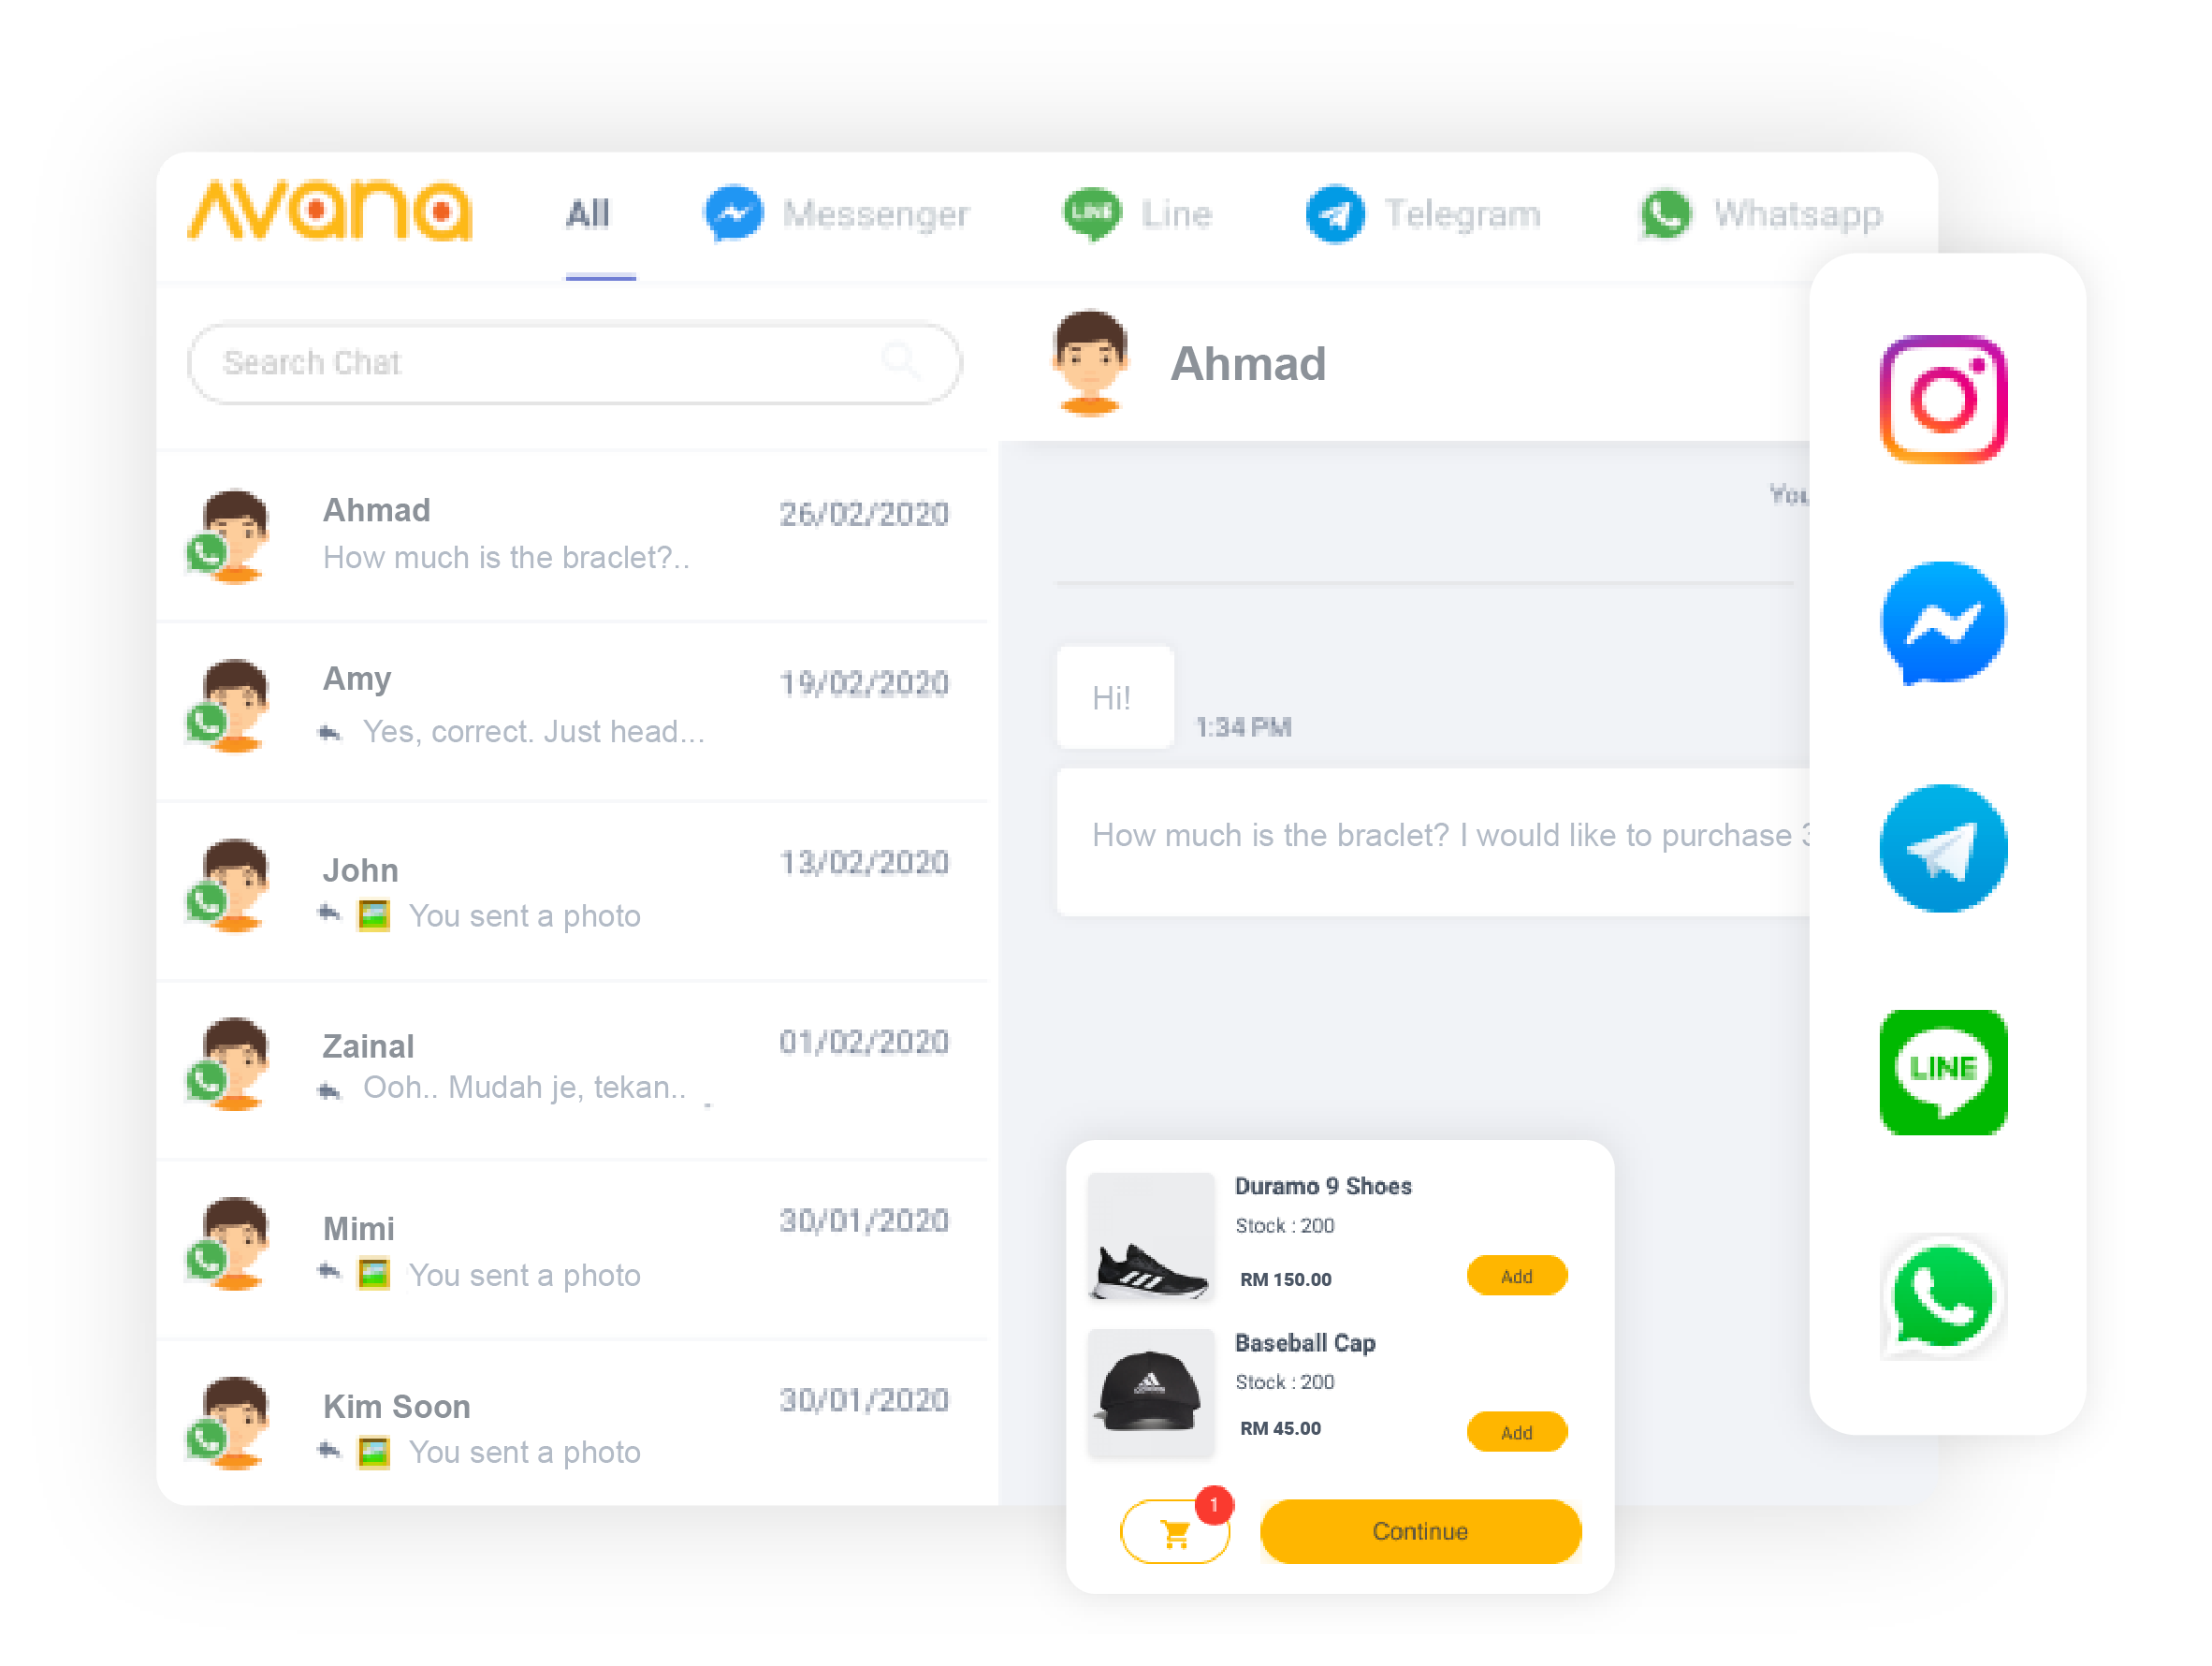 Avana
All
Messenger
LINE
Line
Telegram
Whatsapp
Search Chat
Ahmad
26/02/2020
How much is the braclet?..
Amy
19/02/2020
Yes, correct. Just head...
John
13/02/2020
You sent a photo
Zainal
01/02/2020
Ooh.. Mudah je, tekan..
Mimi
30/01/2020
You sent a photo
Kim Soon
30/01/2020
You sent a photo
Ahmad
You
Hi!
1:34 PM
How much is the braclet? I would like to purchase 3
Duramo 9 Shoes
Stock : 200
RM 150.00
Add
Baseball Cap
Stock : 200
RM 45.00
Add
1
Continue
LINE